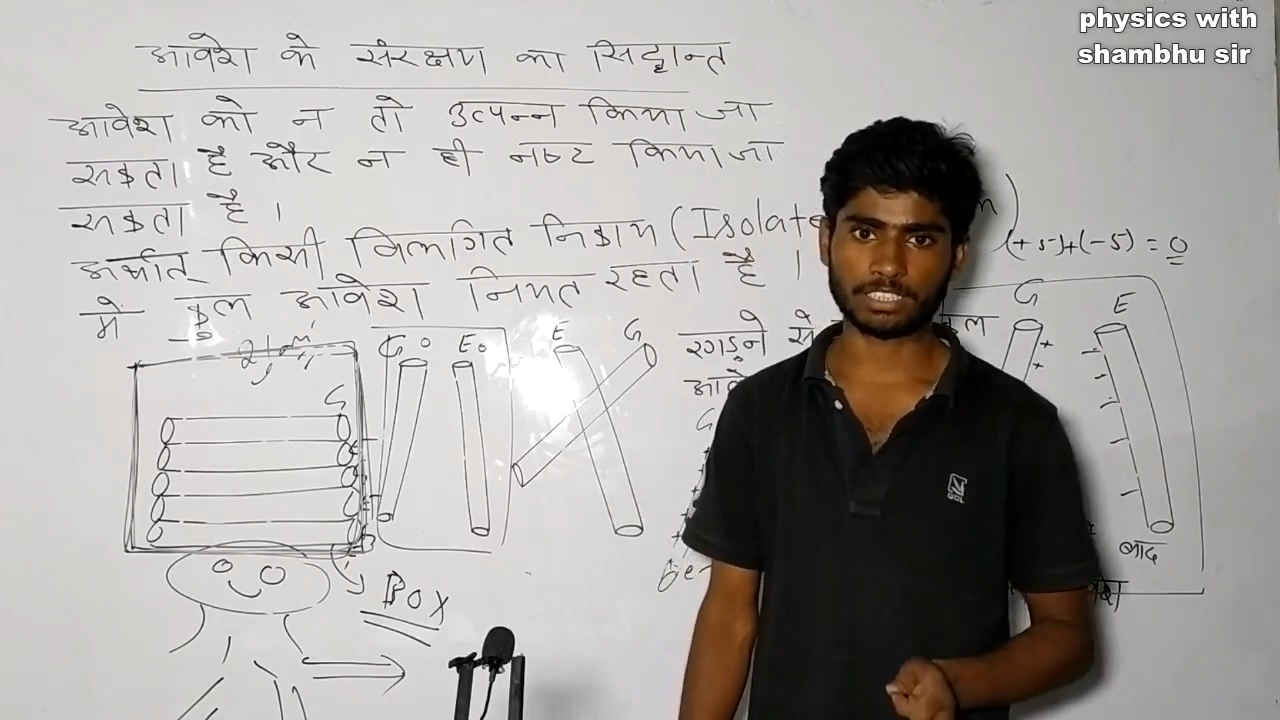 physics with
shambhu sir
आवेश के संरक्षण का सिद्धान्त
आवेश को न तो उत्पन्न किया जा
सकता है और न ही नष्ट किया जा
सकता है ।
अर्थात् किसी विलगित निकाय (Isolate
में कुल आवेश नियत रहता है ।
(+5)+(-5) = 0
G E
G E
E G
G
रगड़ने से
बाद
BOX